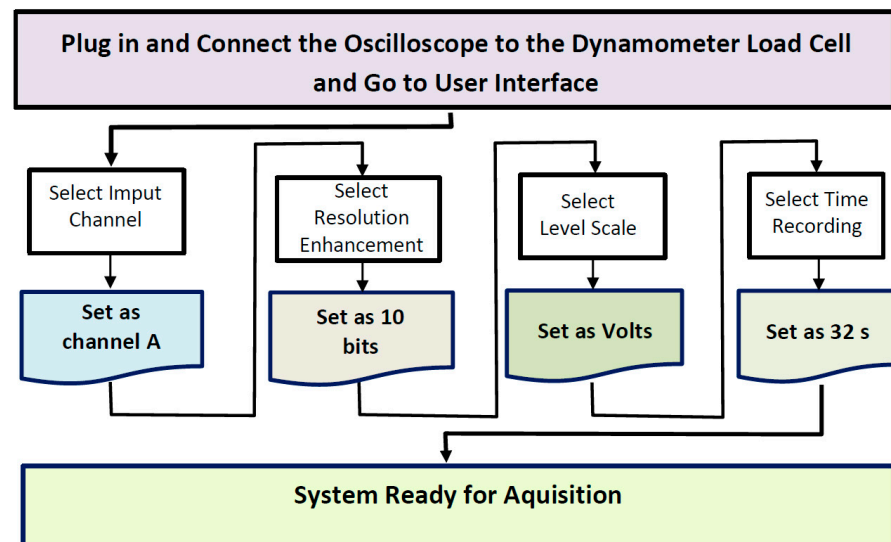 Plug in and Connect the Oscilloscope to the Dynamometer Load Cell
and Go to User Interface
Select Imput
Channel
Set as
channel A
Select
Resolution
Enhancement
Set as 10
bits
Select
Level Scale
Set as Volts
Select Time
Recording
Set as 32 s
System Ready for Aquisition